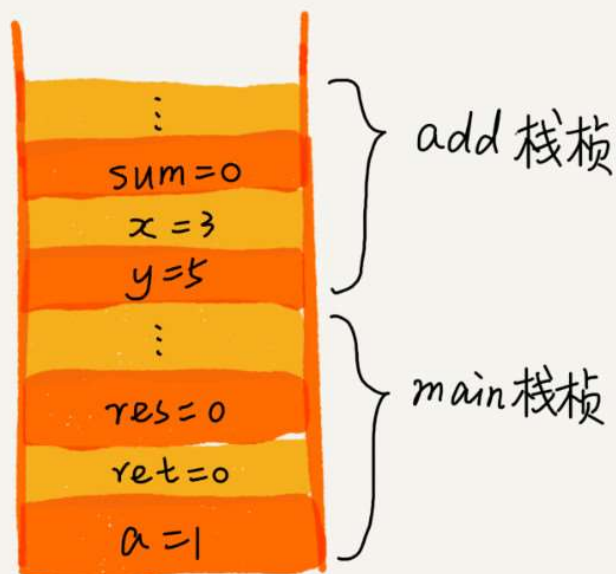 ⋮
sum=0
x=3
y=5
add 栈桢
⋮
res=0
ret=0
a=1
main栈桢